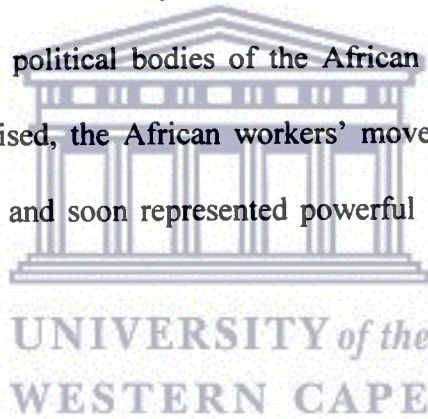 political bodies of the African
ised, the African workers' move
and soon represented powerful
UNIVERSITY of the
WESTERN CAPE